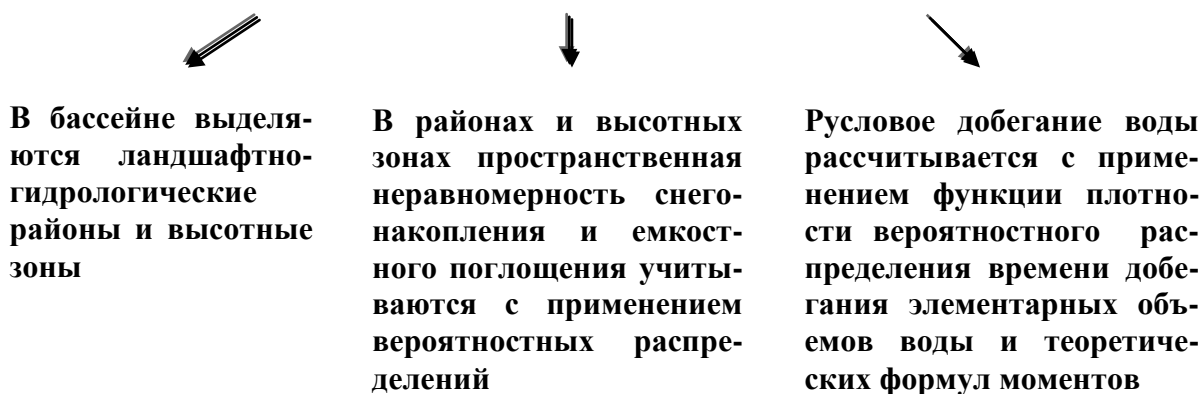 В бассейне выделя-
ются ландшафтно-
гидрологические
районы и высотные
зоны
В районах и высотных
зонах пространственная
неравномерность снего-
накопления и емкост-
ного поглощения учиты-
ваются с применением
вероятностных распре-
делений
Русловое добегание воды
рассчитывается с приме-
нением функции плотно-
сти вероятностного рас-
пределения времени добе-
гания элементарных объ-
емов воды и теоретиче-
ских формул моментов